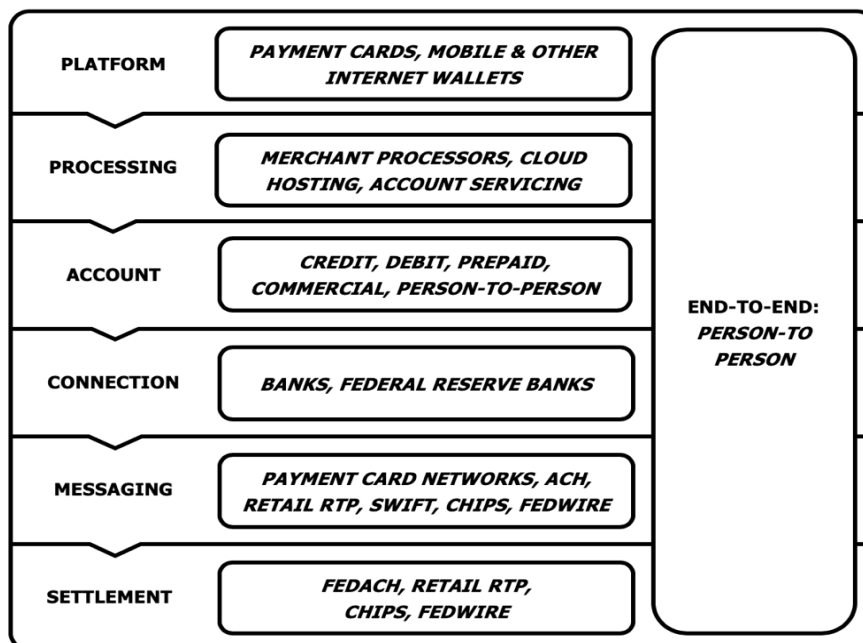 PLATFORM
PAYMENT CARDS, MOBILE & OTHER
INTERNET WALLETS
PROCESSING
MERCHANT PROCESSORS, CLOUD
HOSTING, ACCOUNT SERVICING
ACCOUNT
CREDIT, DEBIT, PREPAID,
COMMERCIAL, PERSON-TO-PERSON
CONNECTION
BANKS, FEDERAL RESERVE BANKS
MESSAGING
PAYMENT CARD NETWORKS, ACH,
RETAIL RTP, SWIFT, CHIPS, FEDWIRE
SETTLEMENT
FEDACH, RETAIL RTP,
CHIPS, FEDWIRE
END-TO-END:
PERSON-TO
PERSON